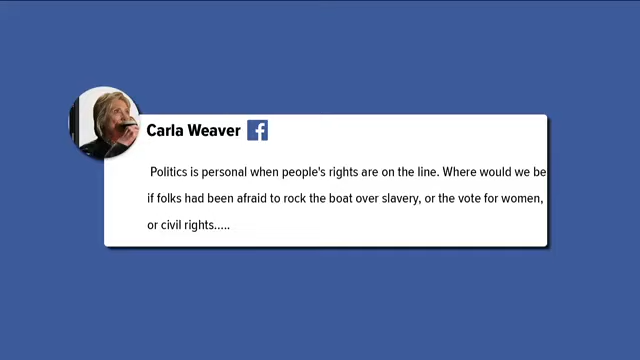 Carla Weaver f
Politics is personal when people's rights are on the line. Where would we be
if folks had been afraid to rock the boat over slavery, or the vote for women,
or civil rights.....